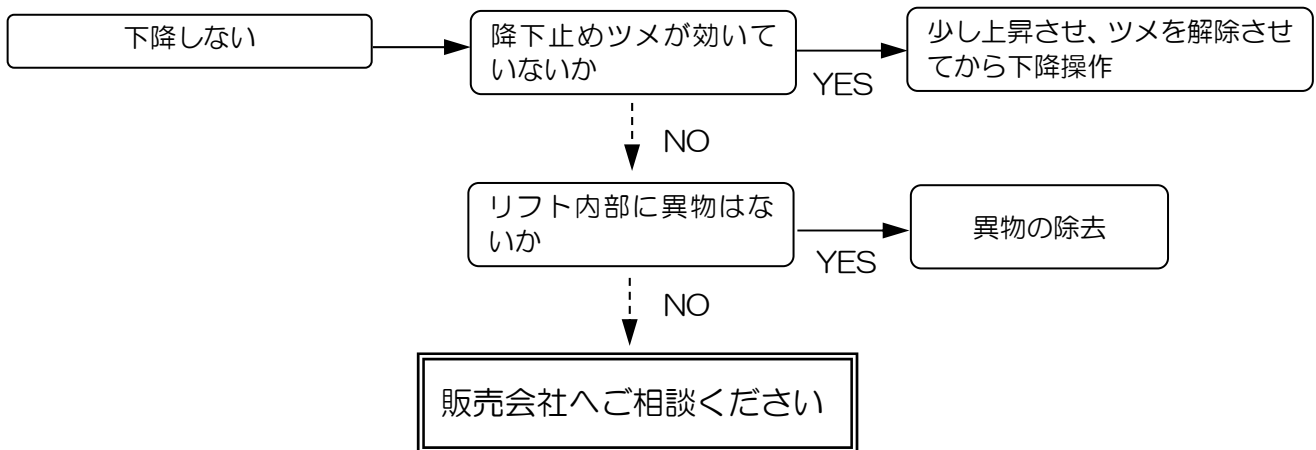 下降しない
降下止めツメが効いて
いないか
YES
少し上昇させ、ツメを解除させ
てから下降操作
NO
リフト内部に異物はな
いか
YES
異物の除去
NO
販売会社へご相談ください